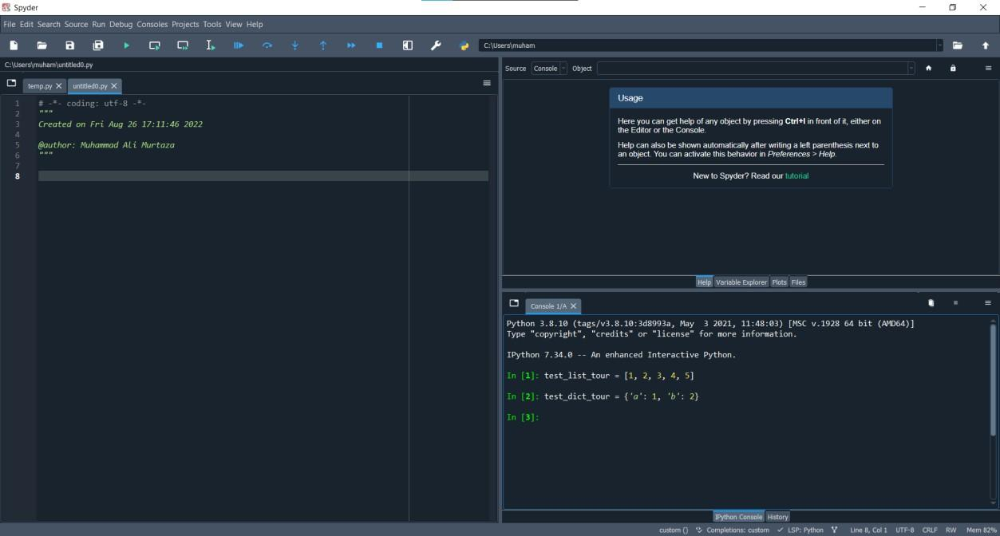 Spyder
File Edit Search Source Run Debug Consoles Projects Tools View Help
C:\Users\muham
C:\Users\muham\untitled0.py
temp.py
untitled0.py
1 # -*- coding: utf-8 -*-
2 """
3 Created on Fri Aug 26 17:11:46 2022
4
5 @author: Muhammad Ali Murtaza
6 """
7
8
Source Console Object
Usage
Here you can get help of any object by pressing Ctrl+I in front of it, either on
the Editor or the Console.
Help can also be shown automatically after writing a left parenthesis next to
an object. You can activate this behavior in Preferences > Help.
New to Spyder? Read our tutorial
Help Variable Explorer Plots Files
Console 1/A
Python 3.8.10 (tags/v3.8.10:3d8993a, May  3 2021, 11:48:03) [MSC v.1928 64 bit (AMD64)]
Type "copyright", "credits" or "license" for more information.
IPython 7.34.0 -- An enhanced Interactive Python.
In [1]: test_list_tour = [1, 2, 3, 4, 5]
In [2]: test_dict_tour = {'a': 1, 'b': 2}
In [3]:
IPython Console History
custom () Completions: custom LSP: Python Line 8, Col 1 UTF-8 CRLF RW Mem 82%